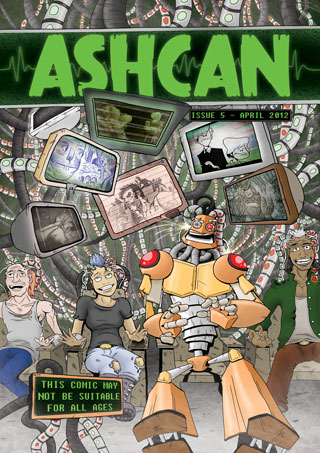 ASHCAN
ISSUE 5 - APRIL 2012
THIS COMIC MAY
NOT BE SUITABLE
FOR ALL AGES